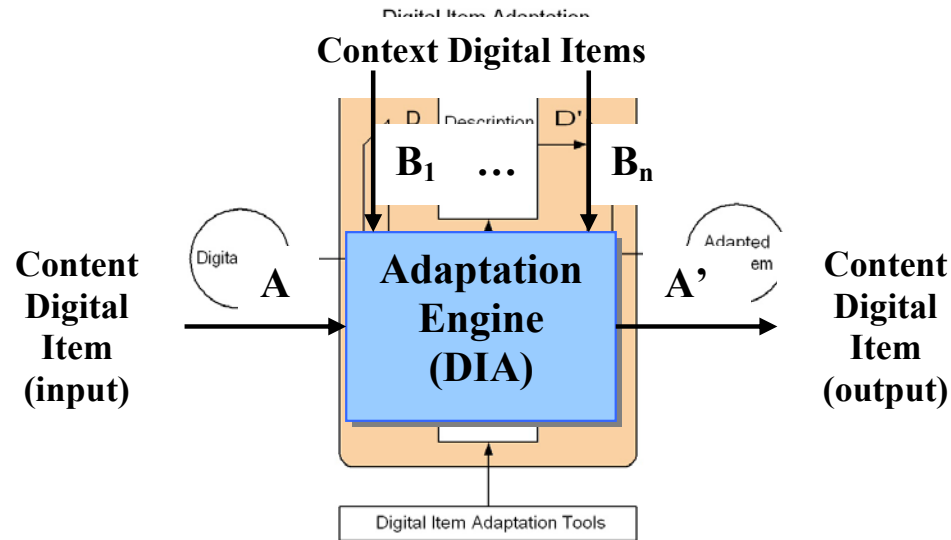 Digital Item Adaptation
Context Digital Items
D Description D'
B1 … Bn
Digita
Adapted
em
A
A’
Content
Digital
Item
(input)
Adaptation
Engine
(DIA)
Content
Digital
Item
(output)
Digital Item Adaptation Tools